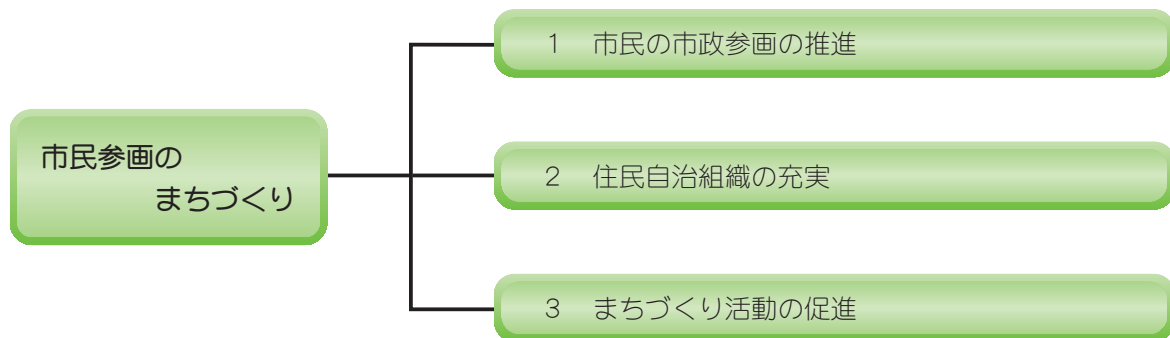 市民参画の
まちづくり
1　市民の市政参画の推進
2　住民自治組織の充実
3　まちづくり活動の促進